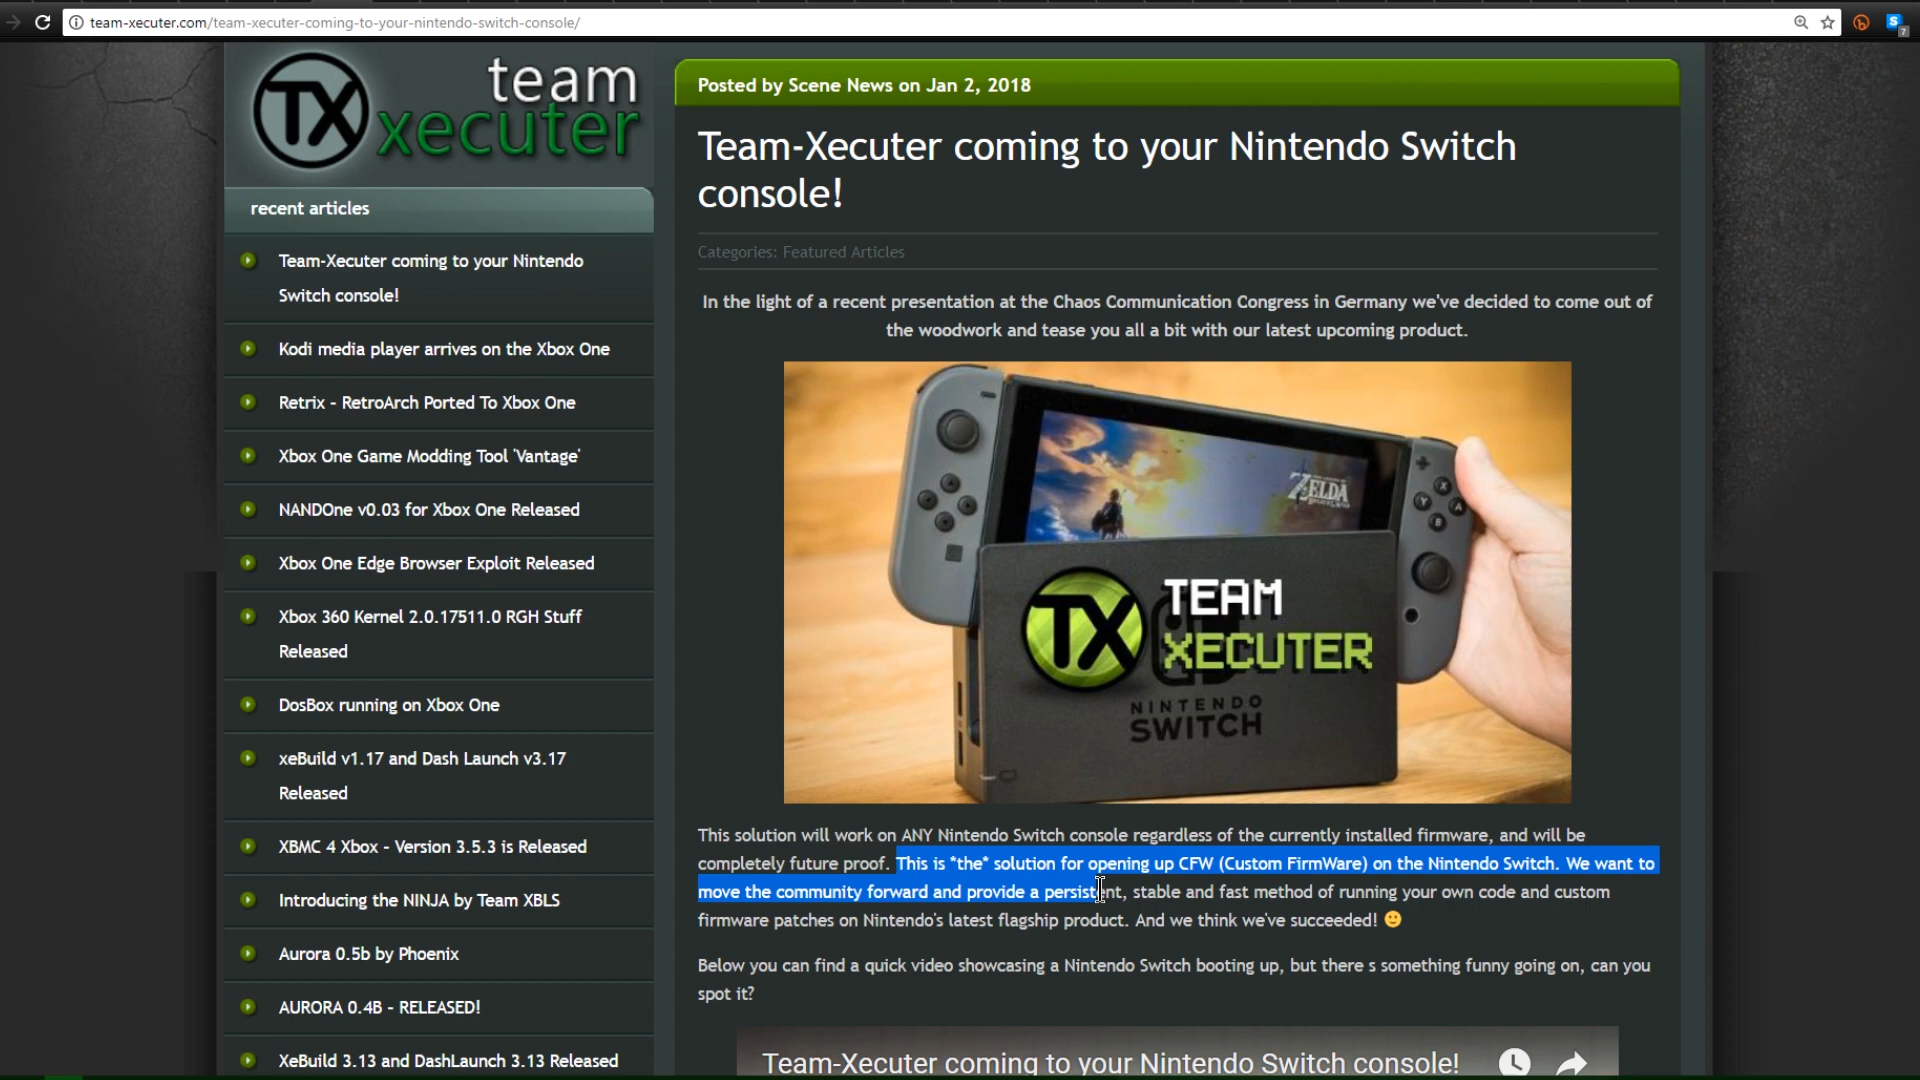 team-xecuter.com/team-xecuter-coming-to-your-nintendo-switch-console/
7
TX
team
xecuter
recent articles
Team-Xecuter coming to your Nintendo
Switch console!
Kodi media player arrives on the Xbox One
Retrix - RetroArch Ported To Xbox One
Xbox One Game Modding Tool 'Vantage'
NANDOne v0.03 for Xbox One Released
Xbox One Edge Browser Exploit Released
Xbox 360 Kernel 2.0.17511.0 RGH Stuff
Released
DosBox running on Xbox One
xeBuild v1.17 and Dash Launch v3.17
Released
XBMC 4 Xbox - Version 3.5.3 is Released
Introducing the NINJA by Team XBLS
Aurora 0.5b by Phoenix
AURORA 0.4B - RELEASED!
XeBuild 3.13 and DashLaunch 3.13 Released
Posted by Scene News on Jan 2, 2018
Team-Xecuter coming to your Nintendo Switch
console!
Categories: Featured Articles
In the light of a recent presentation at the Chaos Communication Congress in Germany we've decided to come out of
the woodwork and tease you all a bit with our latest upcoming product.
ZELDA
X
Y
A
B
TX
TEAM
XECUTER
NINTENDO
SWITCH
This solution will work on ANY Nintendo Switch console regardless of the currently installed firmware, and will be
completely future proof. This is *the* solution for opening up CFW (Custom FirmWare) on the Nintendo Switch. We want to
move the community forward and provide a persistent, stable and fast method of running your own code and custom
firmware patches on Nintendo's latest flagship product. And we think we've succeeded! 🙂
Below you can find a quick video showcasing a Nintendo Switch booting up, but there s something funny going on, can you
spot it?
Team-Xecuter coming to your Nintendo Switch console!